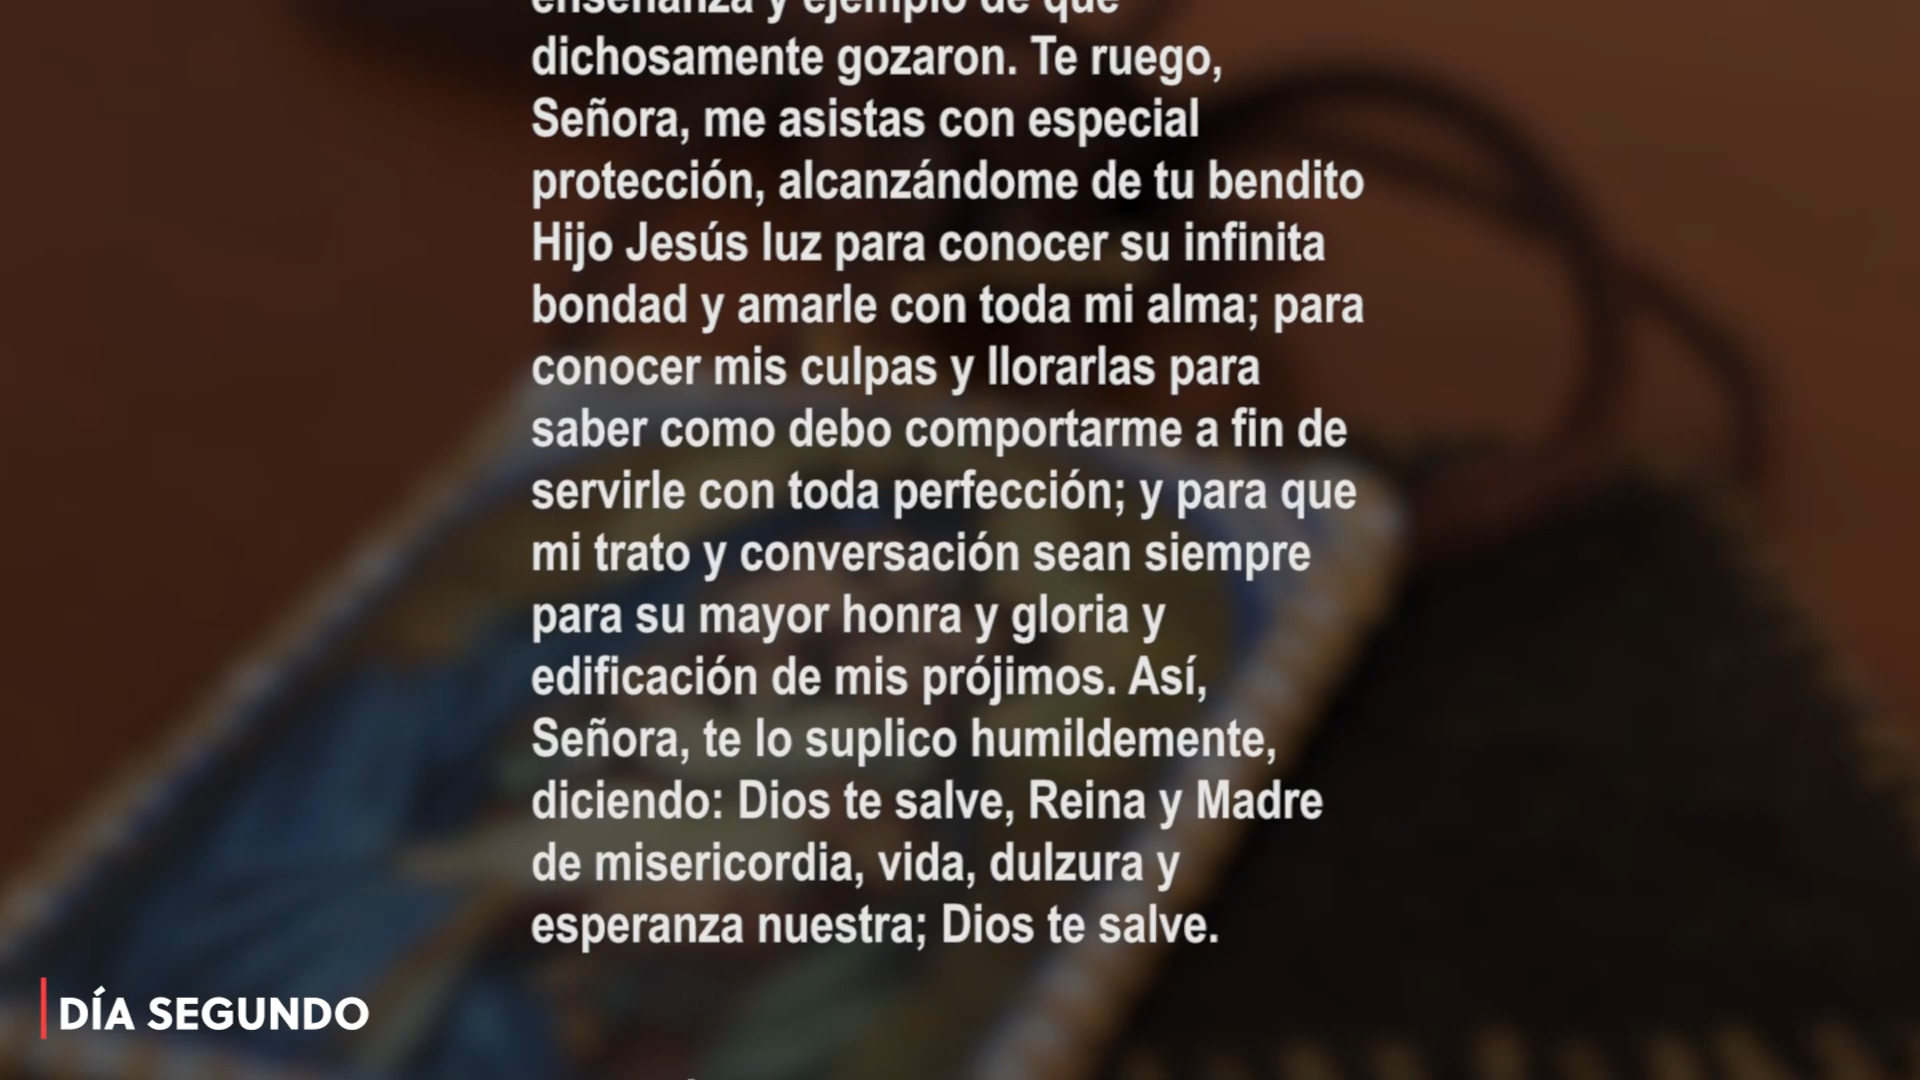 enseñanza y ejemplo de que
dichosamente gozaron. Te ruego,
Señora, me asistas con especial
protección, alcanzándome de tu bendito
Hijo Jesús luz para conocer su infinita
bondad y amarle con toda mi alma; para
conocer mis culpas y llorarlas para
saber como debo comportarme a fin de
servirle con toda perfección; y para que
mi trato y conversación sean siempre
para su mayor honra y gloria y
edificación de mis prójimos. Así,
Señora, te lo suplico humildemente,
diciendo: Dios te salve, Reina y Madre
de misericordia, vida, dulzura y
esperanza nuestra; Dios te salve.
DÍA SEGUNDO